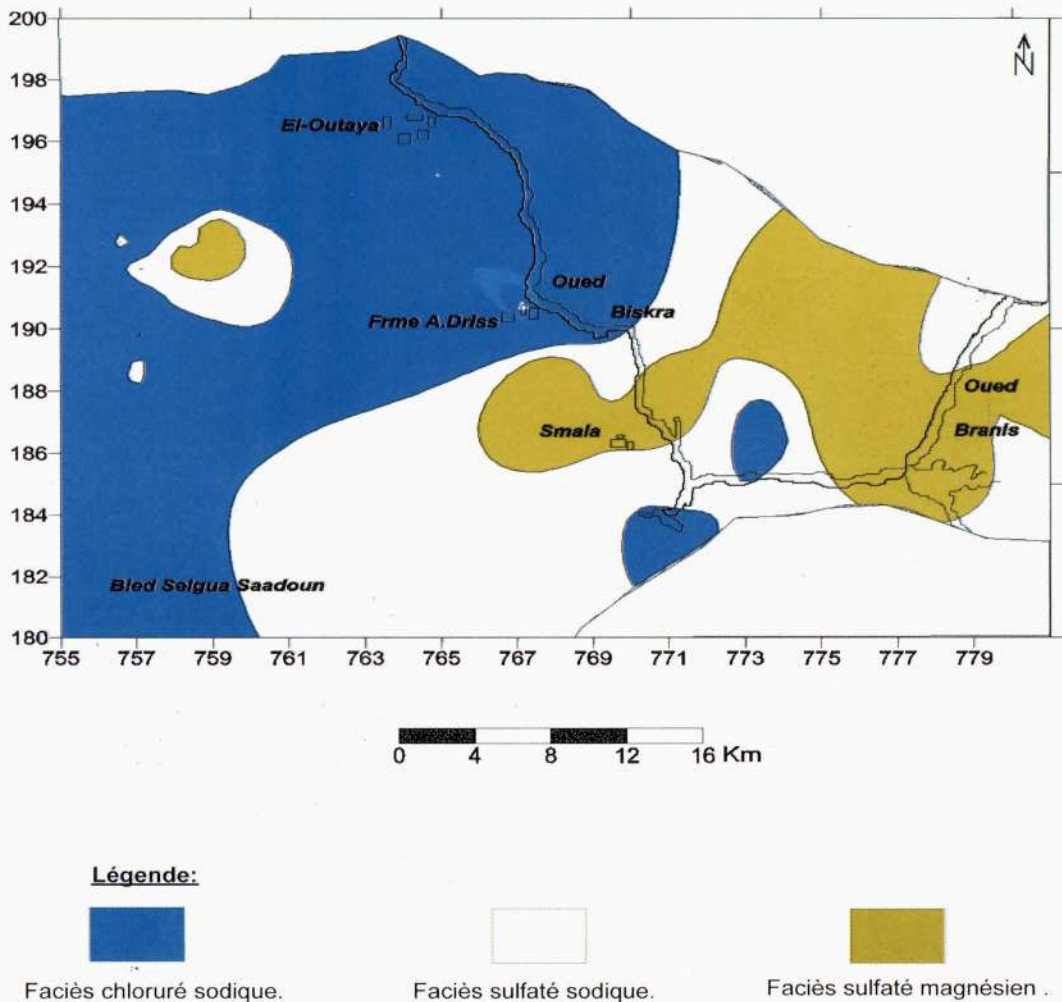 200
N
198
El-Outaya
196
194
192
Oued
190
Frme A.Driss
Biskra
188
Oued
Smala
Branis
186
184
182
Bled Selgua Saadoun
180
755 757 759 761 763 765 767 769 771 773 775 777 779
0 4 8 12 16 Km
Légende:
Faciès chloruré sodique. Faciès sulfaté sodique. Faciès sulfaté magnésien .